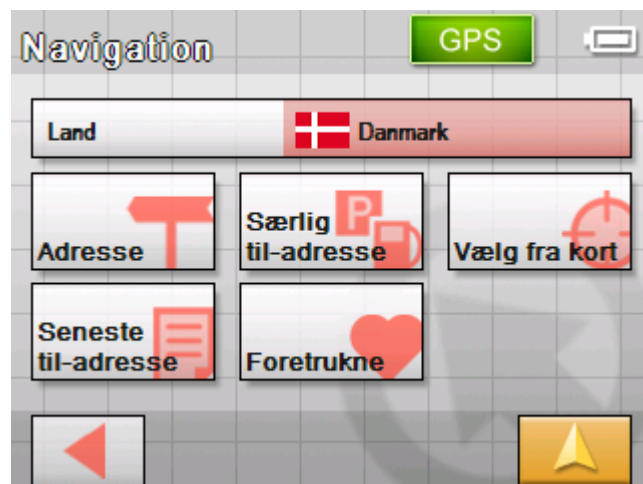 Navigation
GPS
Land
Danmark
Adresse
Særlig
til-adresse
Vælg fra kort
Seneste
til-adresse
Foretrukne
P